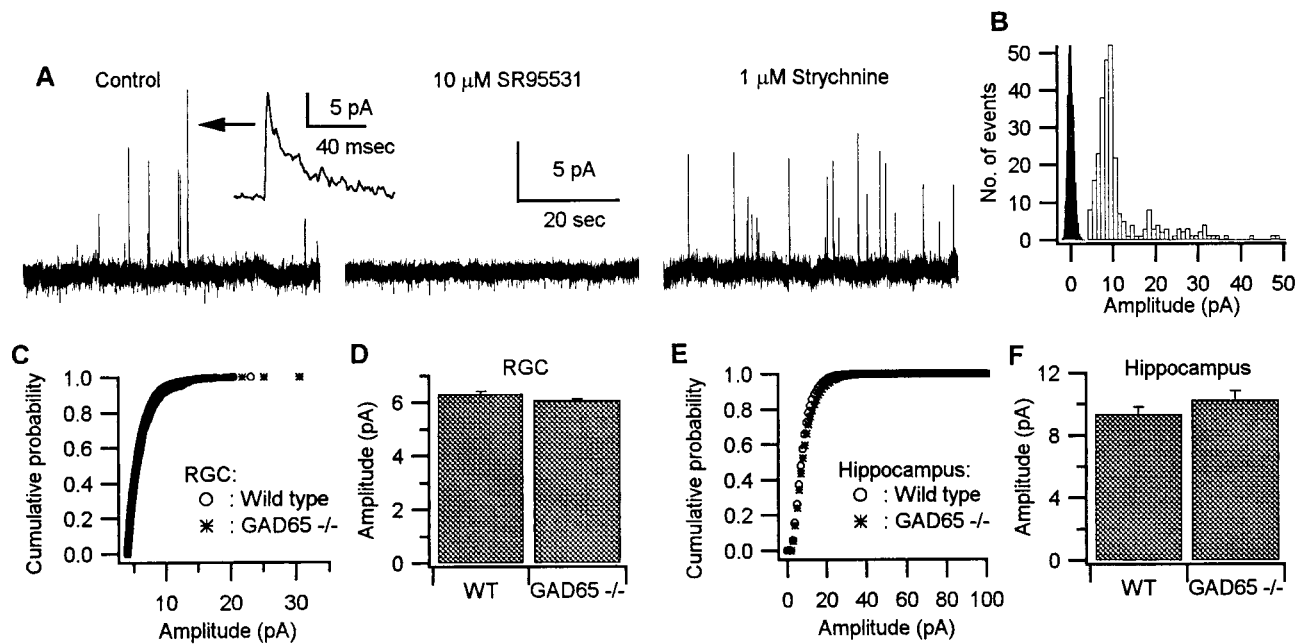 A
Control
5 pA
40 msec
10 μM SR95531
5 pA
20 sec
1 μM Strychnine
B
No. of events
50
40
30
20
10
0
0 10 20 30 40 50
Amplitude (pA)
C
Cumulative probability
1.0
0.8
0.6
0.4
0.2
0.0
RGC:
: Wild type
: GAD65 -/-
10 20 30
Amplitude (pA)
D
RGC
Amplitude (pA)
6
4
2
0
WT GAD65 -/-
E
Cumulative probability
1.0
0.8
0.6
0.4
0.2
0.0
Hippocampus:
: Wild type
: GAD65 -/-
0 20 40 60 80 100
Amplitude (pA)
F
Hippocampus
Amplitude (pA)
12
8
4
0
WT GAD65 -/-